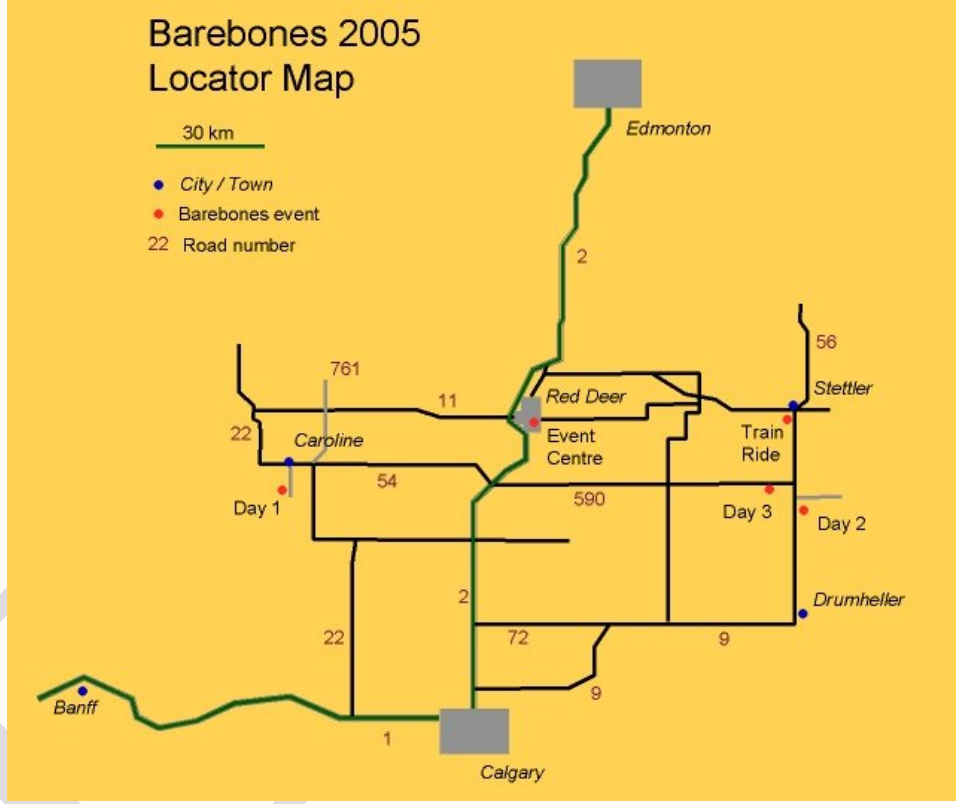 Barebones 2005
Locator Map
30 km
City / Town
Barebones event
22 Road number
Edmonton
2
56
761
Stettler
11
Red Deer
22
Caroline
Event
Centre
Train
Ride
54
590
Day 1
Day 3
Day 2
2
Drumheller
22
72
9
9
Banff
1
Calgary